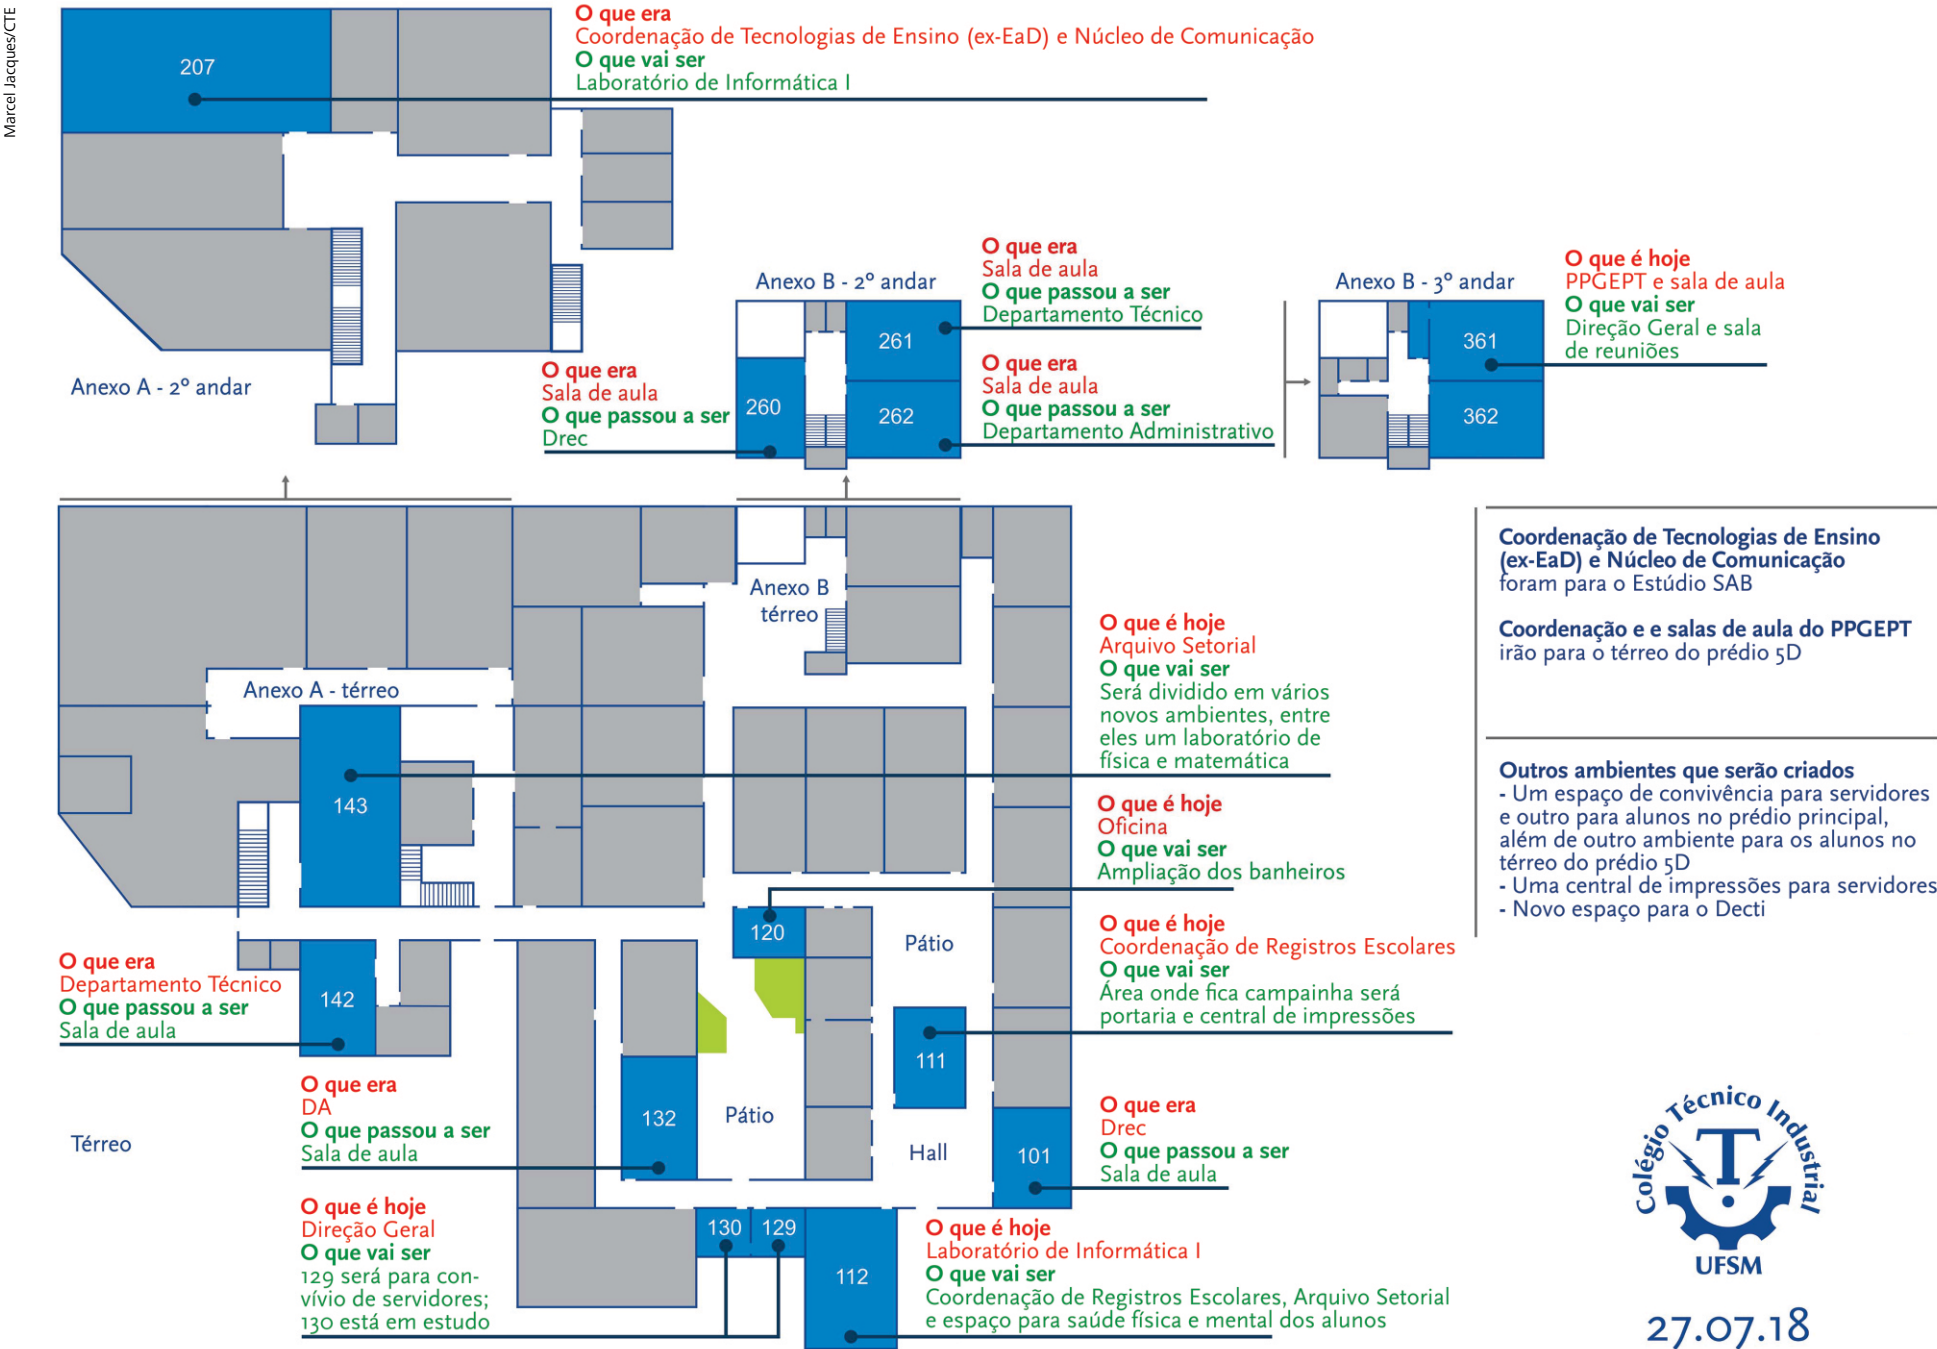 Marcel Jacques/CTE
O que era
Coordenação de Tecnologias de Ensino (ex-EaD) e Núcleo de Comunicação
O que vai ser
Laboratório de Informática I
207
Anexo A - 2º andar
O que era
Sala de aula
O que passou a ser
Drec
Anexo B - 2º andar
260
261
262
O que era
Sala de aula
O que passou a ser
Departamento Técnico
O que era
Sala de aula
O que passou a ser
Departamento Administrativo
Anexo B - 3º andar
361
362
O que é hoje
PPGEPT e sala de aula
O que vai ser
Direção Geral e sala
de reuniões
Coordenação de Tecnologias de Ensino
(ex-EaD) e Núcleo de Comunicação
foram para o Estúdio SAB
Coordenação e e salas de aula do PPGEPT
irão para o térreo do prédio 5D
Outros ambientes que serão criados
- Um espaço de convivência para servidores
e outro para alunos no prédio principal,
além de outro ambiente para os alunos no
térreo do prédio 5D
- Uma central de impressões para servidores
- Novo espaço para o Decti
Anexo B
térreo
Anexo A - térreo
143
O que é hoje
Arquivo Setorial
O que vai ser
Será dividido em vários
novos ambientes, entre
eles um laboratório de
física e matemática
O que é hoje
Oficina
O que vai ser
Ampliação dos banheiros
120
Pátio
O que é hoje
Coordenação de Registros Escolares
O que vai ser
Área onde fica campainha será
portaria e central de impressões
111
O que era
Departamento Técnico
O que passou a ser
Sala de aula
142
O que era
DA
O que passou a ser
Sala de aula
132
Pátio
Hall
101
O que era
Drec
O que passou a ser
Sala de aula
Térreo
O que é hoje
Direção Geral
O que vai ser
129 será para con-
vívio de servidores;
130 está em estudo
130
129
112
O que é hoje
Laboratório de Informática I
O que vai ser
Coordenação de Registros Escolares, Arquivo Setorial
e espaço para saúde física e mental dos alunos
Colégio Técnico Industrial
T
UFSM
27.07.18